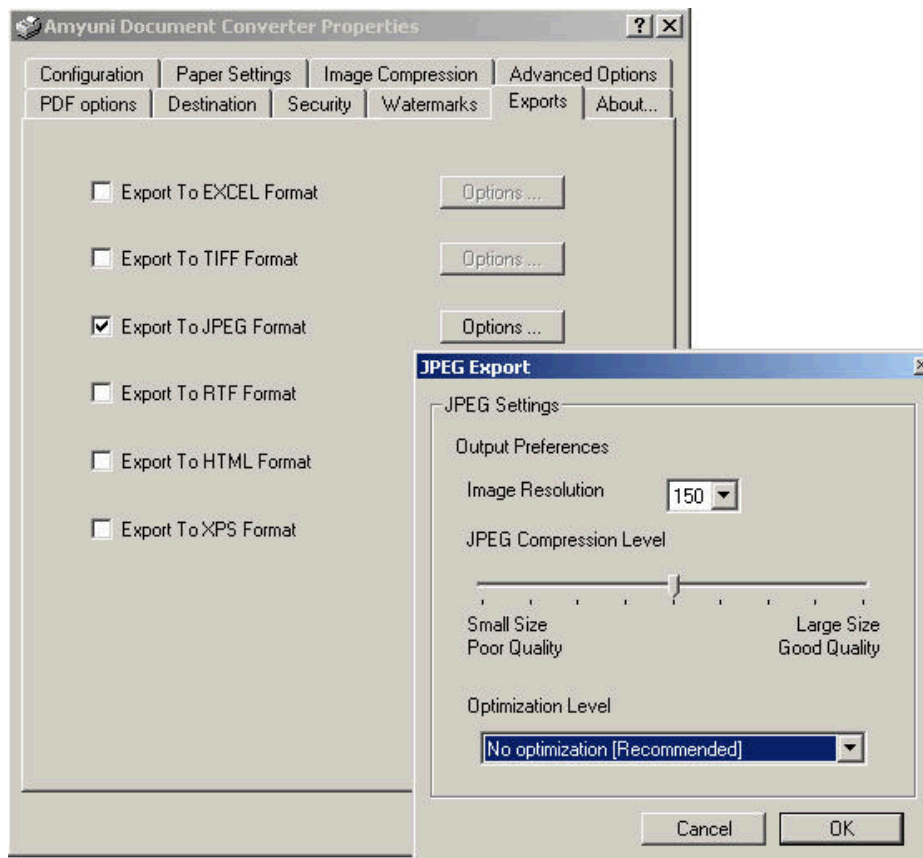 Amyuni Document Converter Properties
Configuration
Paper Settings
Image Compression
Advanced Options
PDF options
Destination
Security
Watermarks
Exports
About...
Export To EXCEL Format
Options ...
Export To TIFF Format
Options ...
Export To JPEG Format
Options ...
Export To RTF Format
Export To HTML Format
Export To XPS Format
JPEG Export
JPEG Settings
Output Preferences
Image Resolution
150
JPEG Compression Level
Small Size
Poor Quality
Large Size
Good Quality
Optimization Level
No optimization [Recommended]
Cancel
OK